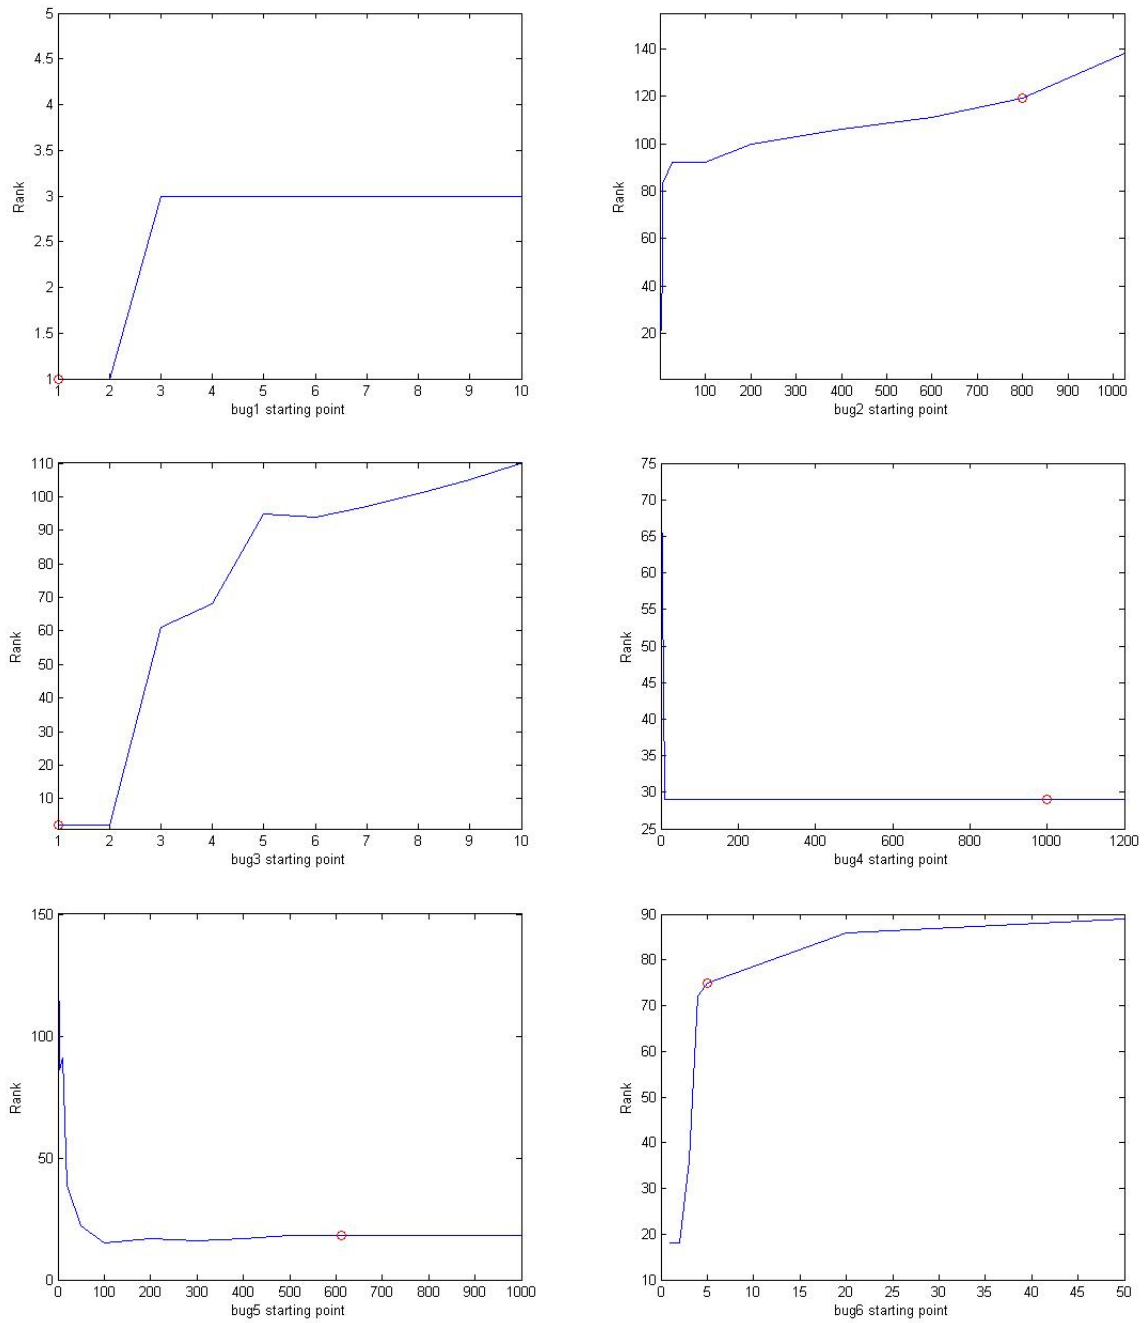 5
4.5
4
3.5
Rank
3
2.5
2
1.5
1
1 2 3 4 5 6 7 8 9 10
bug1 starting point
140
120
100
Rank
80
60
40
20
100 200 300 400 500 600 700 800 900 1000
bug2 starting point
110
100
90
80
70
60
Rank
50
40
30
20
10
1 2 3 4 5 6 7 8 9 10
bug3 starting point
75
70
65
60
55
50
Rank
45
40
35
30
25
0 200 400 600 800 1000 1200
bug4 starting point
150
100
Rank
50
0
0 100 200 300 400 500 600 700 800 900 1000
bug5 starting point
90
80
70
60
Rank
50
40
30
20
10
0 5 10 15 20 25 30 35 40 45 50
bug6 starting point